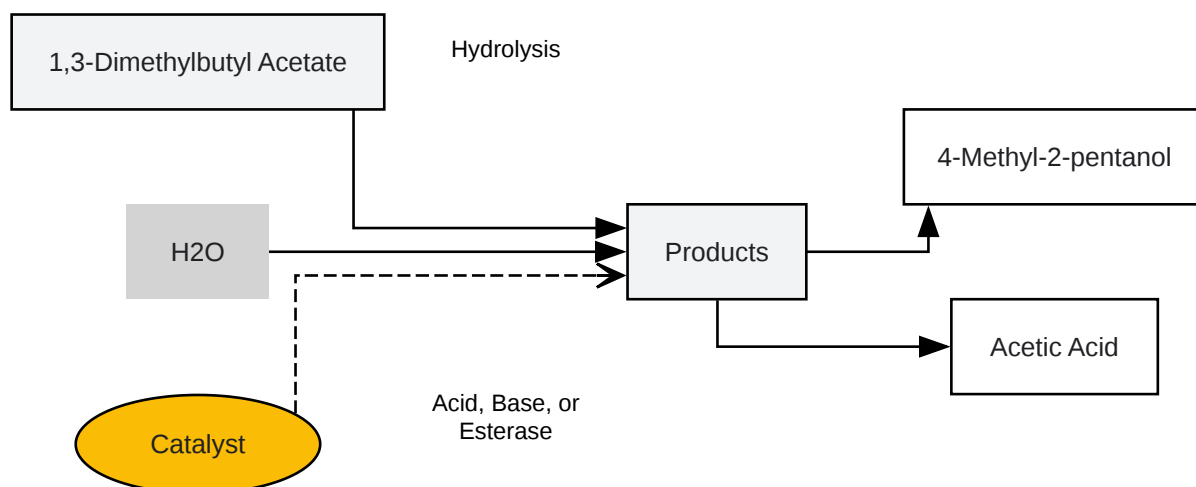 1,3-Dimethylbutyl Acetate
Hydrolysis
4-Methyl-2-pentanol
H2O
Products
Acetic Acid
Catalyst
Acid, Base, or
Esterase